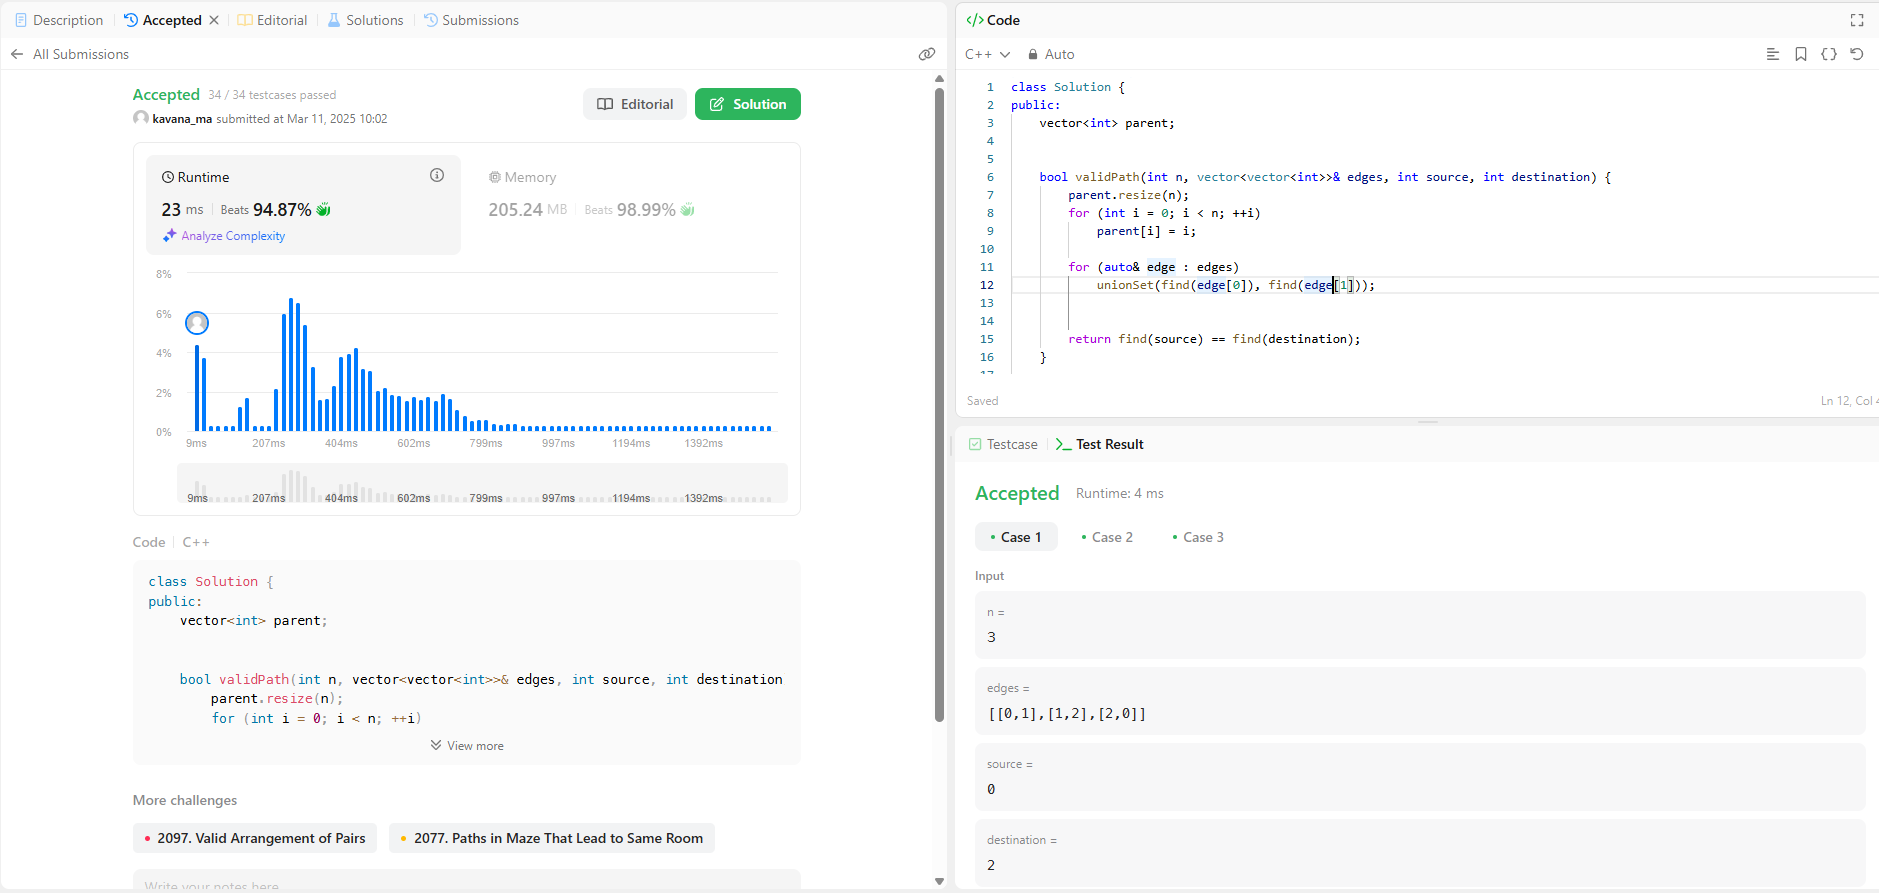 Description
Accepted
Editorial
Solutions
Submissions
All Submissions
Accepted 34 / 34 testcases passed
kavana_ma submitted at Mar 11, 2025 10:02
Editorial
Solution
Runtime
23 ms Beats 94.87%
Analyze Complexity
Memory
205.24 MB Beats 98.99%
8%
6%
4%
2%
0%
9ms 207ms 404ms 602ms 799ms 997ms 1194ms 1392ms
9ms 207ms 404ms 602ms 799ms 997ms 1194ms 1392ms
Code C++
class Solution {
public:
    vector<int> parent;
    bool validPath(int n, vector<vector<int>>& edges, int source, int destination
        parent.resize(n);
        for (int i = 0; i < n; ++i)
View more
More challenges
2097. Valid Arrangement of Pairs
2077. Paths in Maze That Lead to Same Room
Write your notes here
</> Code
C++ Auto
1 class Solution {
2 public:
3     vector<int> parent;
4
5
6     bool validPath(int n, vector<vector<int>>& edges, int source, int destination) {
7         parent.resize(n);
8         for (int i = 0; i < n; ++i)
9             parent[i] = i;
10
11         for (auto& edge : edges)
12             unionSet(find(edge[0]), find(edge[1]));
13
14
15         return find(source) == find(destination);
16     }
17
Saved
Ln 12, Col 4
Testcase
>_ Test Result
Accepted Runtime: 4 ms
Case 1
Case 2
Case 3
Input
n =
3
edges =
[[0,1],[1,2],[2,0]]
source =
0
destination =
2